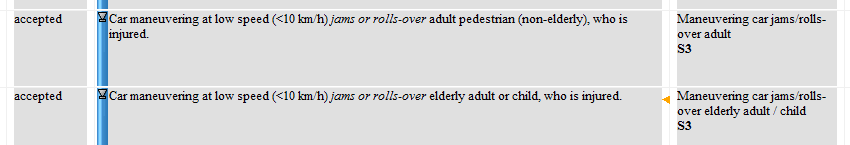 accepted
Car maneuvering at low speed (<10 km/h) jams or rolls-over adult pedestrian (non-elderly), who is
injured.
Maneuvering car jams/rolls-
over adult
S3
accepted
Car maneuvering at low speed (<10 km/h) jams or rolls-over elderly adult or child, who is injured.
Maneuvering car jams/rolls-
over elderly adult / child
S3